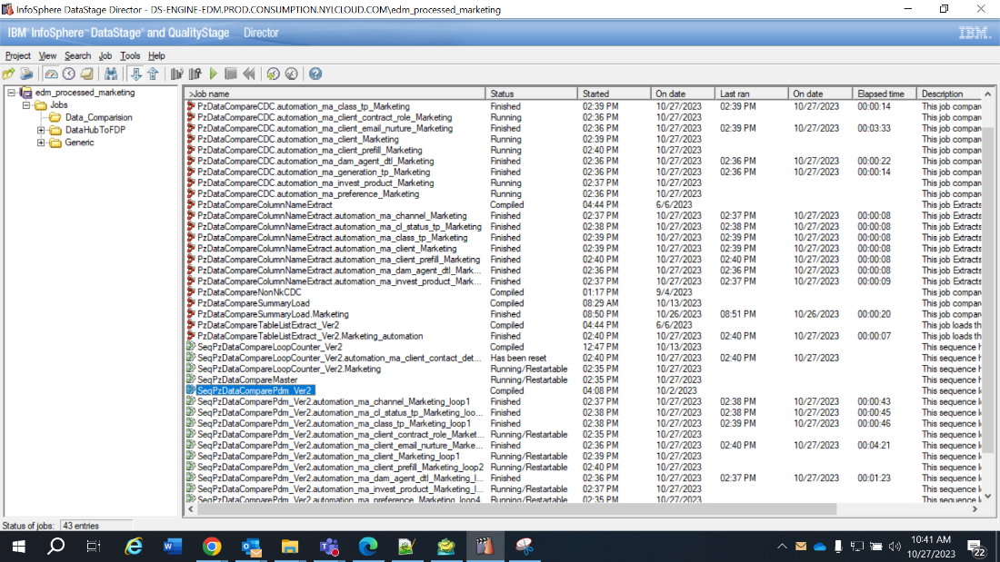 InfoSphere DataStage Director - DS-ENGINE-EDM.PROD.CONSUMPTION.NYLCLOUD.COM\edm_processed_marketing
IBM® InfoSphere™ DataStage® and QualityStage Director IBM.
Project View Search Job Tools Help
edm_processed_marketing
Jobs
Data_Comparision
DataHubToFDP
Generic
>Job name Status Started On date Last ran On date Elapsed time Description
PzDataCompareCDC.automation_ma_class_tp_Marketing Finished 02:39 PM 10/27/2023 02:39 PM 10/27/2023 00:00:14 This job compar
PzDataCompareCDC.automation_ma_client_contract_role_Marketing Running 02:36 PM 10/27/2023 This job compar
PzDataCompareCDC.automation_ma_client_email_nurture_Marketing Finished 02:36 PM 10/27/2023 02:39 PM 10/27/2023 00:03:33 This job compar
PzDataCompareCDC.automation_ma_client_Marketing Running 02:39 PM 10/27/2023 This job compar
PzDataCompareCDC.automation_ma_client_prefill_Marketing Running 02:40 PM 10/27/2023 This job compar
PzDataCompareCDC.automation_ma_dam_agent_dtl_Marketing Finished 02:36 PM 10/27/2023 02:36 PM 10/27/2023 00:00:22 This job compar
PzDataCompareCDC.automation_ma_generation_tp_Marketing Finished 02:36 PM 10/27/2023 02:36 PM 10/27/2023 00:00:14 This job compar
PzDataCompareCDC.automation_ma_invest_product_Marketing Running 02:37 PM 10/27/2023 This job compar
PzDataCompareCDC.automation_ma_preference_Marketing Running 02:36 PM 10/27/2023 This job compar
PzDataCompareColumnNameExtract Compiled 04:44 PM 6/6/2023 This job Extracts
PzDataCompareColumnNameExtract.automation_ma_channel_Marketing Finished 02:37 PM 10/27/2023 02:37 PM 10/27/2023 00:00:08 This job Extracts
PzDataCompareColumnNameExtract.automation_ma_cl_status_tp_Marketing Finished 02:38 PM 10/27/2023 02:38 PM 10/27/2023 00:00:08 This job Extracts
PzDataCompareColumnNameExtract.automation_ma_class_tp_Marketing Finished 02:39 PM 10/27/2023 02:39 PM 10/27/2023 00:00:08 This job Extracts
PzDataCompareColumnNameExtract.automation_ma_client_Marketing Finished 02:39 PM 10/27/2023 02:39 PM 10/27/2023 00:00:08 This job Extracts
PzDataCompareColumnNameExtract.automation_ma_client_prefill_Marketing Finished 02:40 PM 10/27/2023 02:40 PM 10/27/2023 00:00:08 This job Extracts
PzDataCompareColumnNameExtract.automation_ma_dam_agent_dtl_Mark... Finished 02:36 PM 10/27/2023 02:36 PM 10/27/2023 00:00:08 This job Extracts
PzDataCompareColumnNameExtract.automation_ma_invest_product_Mark... Finished 02:37 PM 10/27/2023 02:37 PM 10/27/2023 00:00:09 This job Extracts
PzDataCompareNonNkCDC Compiled 01:17 PM 9/4/2023 This job compar
PzDataCompareSummaryLoad Compiled 08:29 AM 10/13/2023 This job compar
PzDataCompareSummaryLoad.Marketing Finished 08:50 PM 10/26/2023 08:51 PM 10/26/2023 00:00:20 This job compar
PzDataCompareTableListExtract_Ver2 Compiled 04:44 PM 6/6/2023 This job loads th
PzDataCompareTableListExtract_Ver2.Marketing_automation Finished 02:40 PM 10/27/2023 02:40 PM 10/27/2023 00:00:07 This job loads th
SeqPzDataCompareLoopCounter_Ver2 Compiled 12:47 PM 10/13/2023 This sequence h
SeqPzDataCompareLoopCounter_Ver2.automation_ma_client_contact_det... Has been reset 02:40 PM 10/27/2023 02:40 PM 10/27/2023 This sequence h
SeqPzDataCompareLoopCounter_Ver2.Marketing Running/Restartable 02:35 PM 10/27/2023 This sequence h
SeqPzDataCompareMaster Running/Restartable 02:35 PM 10/27/2023 This sequence h
SeqPzDataComparePdm_Ver2 Compiled 04:08 PM 10/2/2023 This sequence l
SeqPzDataComparePdm_Ver2.automation_ma_channel_Marketing_loop1 Finished 02:37 PM 10/27/2023 02:38 PM 10/27/2023 00:00:43 This sequence l
SeqPzDataComparePdm_Ver2.automation_ma_cl_status_tp_Marketing_loo... Finished 02:38 PM 10/27/2023 02:38 PM 10/27/2023 00:00:45 This sequence l
SeqPzDataComparePdm_Ver2.automation_ma_class_tp_Marketing_loop1 Finished 02:38 PM 10/27/2023 02:39 PM 10/27/2023 00:00:46 This sequence l
SeqPzDataComparePdm_Ver2.automation_ma_client_contract_role_Market... Running/Restartable 02:35 PM 10/27/2023 This sequence l
SeqPzDataComparePdm_Ver2.automation_ma_client_email_nurture_Marke... Finished 02:36 PM 10/27/2023 02:40 PM 10/27/2023 00:04:21 This sequence l
SeqPzDataComparePdm_Ver2.automation_ma_client_Marketing_loop1 Running/Restartable 02:39 PM 10/27/2023 This sequence l
SeqPzDataComparePdm_Ver2.automation_ma_client_prefill_Marketing_loop2 Running/Restartable 02:40 PM 10/27/2023 This sequence l
SeqPzDataComparePdm_Ver2.automation_ma_dam_agent_dtl_Marketing_l... Finished 02:36 PM 10/27/2023 02:37 PM 10/27/2023 00:01:23 This sequence l
SeqPzDataComparePdm_Ver2.automation_ma_invest_product_Marketing_l... Running/Restartable 02:37 PM 10/27/2023 This sequence l
SeqPzDataComparePdm_Ver2.automation_ma_preference_Marketing_loop4 Running/Restartable 02:35 PM 10/27/2023 This sequence l
Status of jobs: 43 entries
10:41 AM
10/27/2023
22